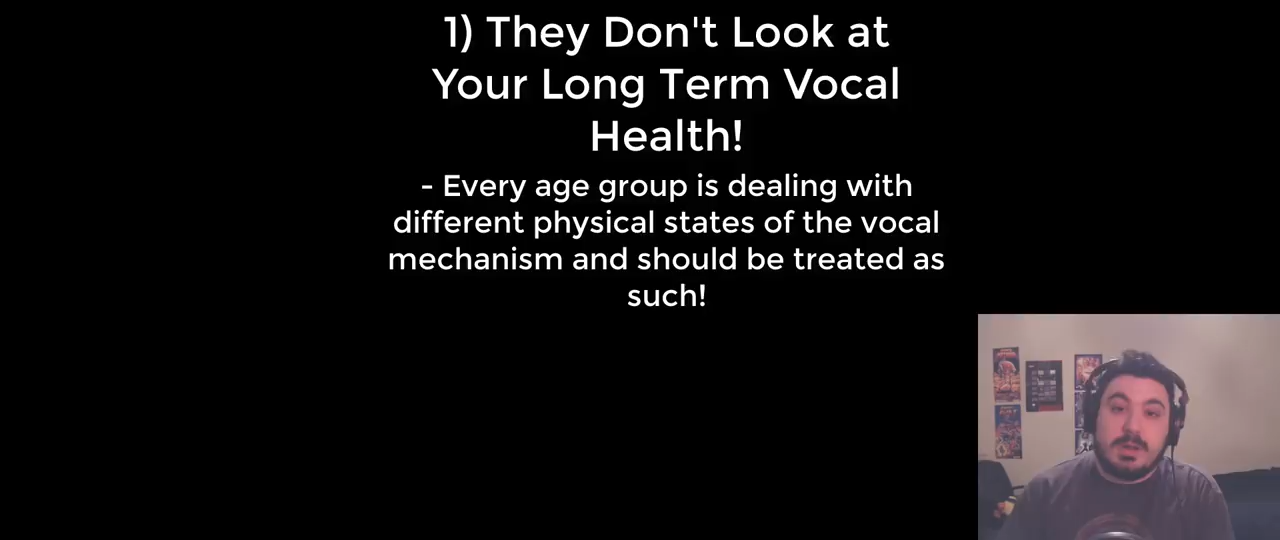 1) They Don't Look at
Your Long Term Vocal
Health!
- Every age group is dealing with
different physical states of the vocal
mechanism and should be treated as
such!